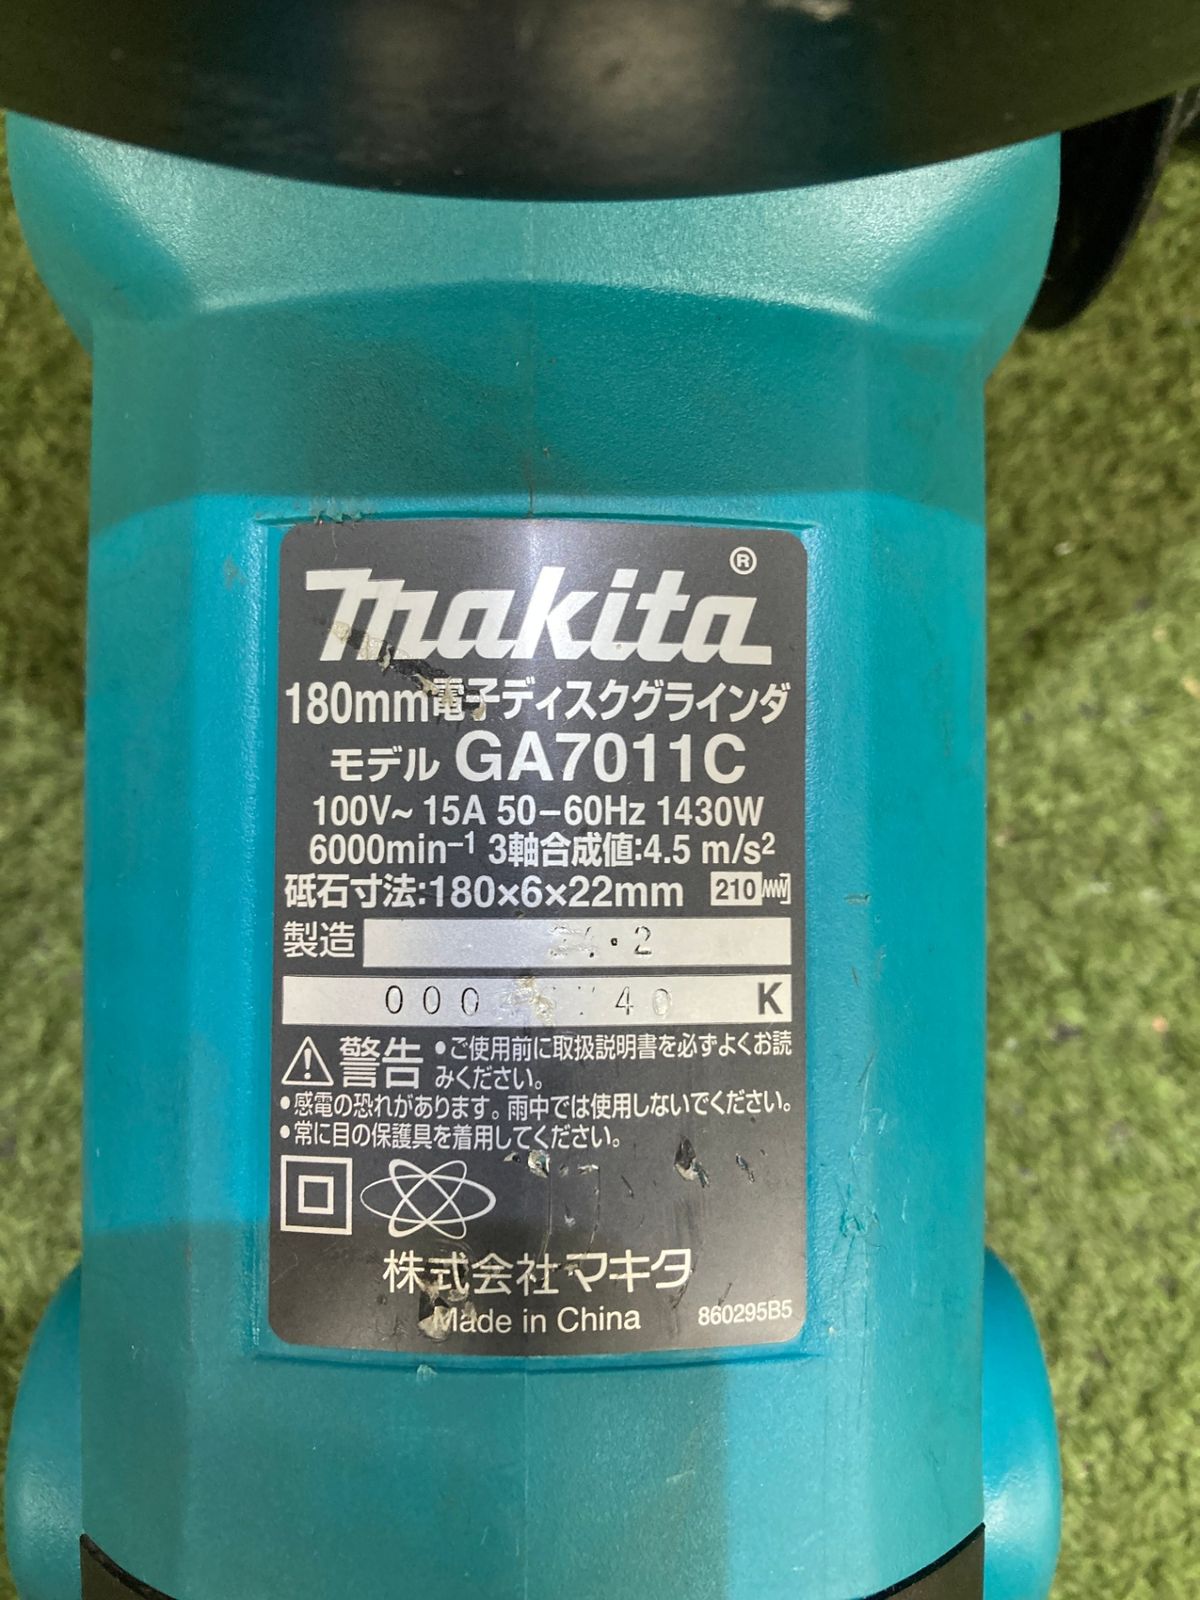 makita®
180mm電子ディスクグラインダ
モデル GA7011C
100V~ 15A 50-60Hz 1430W
6000min-1 3軸合成値:4.5 m/s2
砥石寸法:180×6×22mm 210
製造 24.2
000 40 K
警告 •ご使用前に取扱説明書を必ずよくお読
みください。
•感電の恐れがあります。雨中では使用しないでください。
•常に目の保護具を着用してください。
株式会社マキタ
Made in China 860295B5